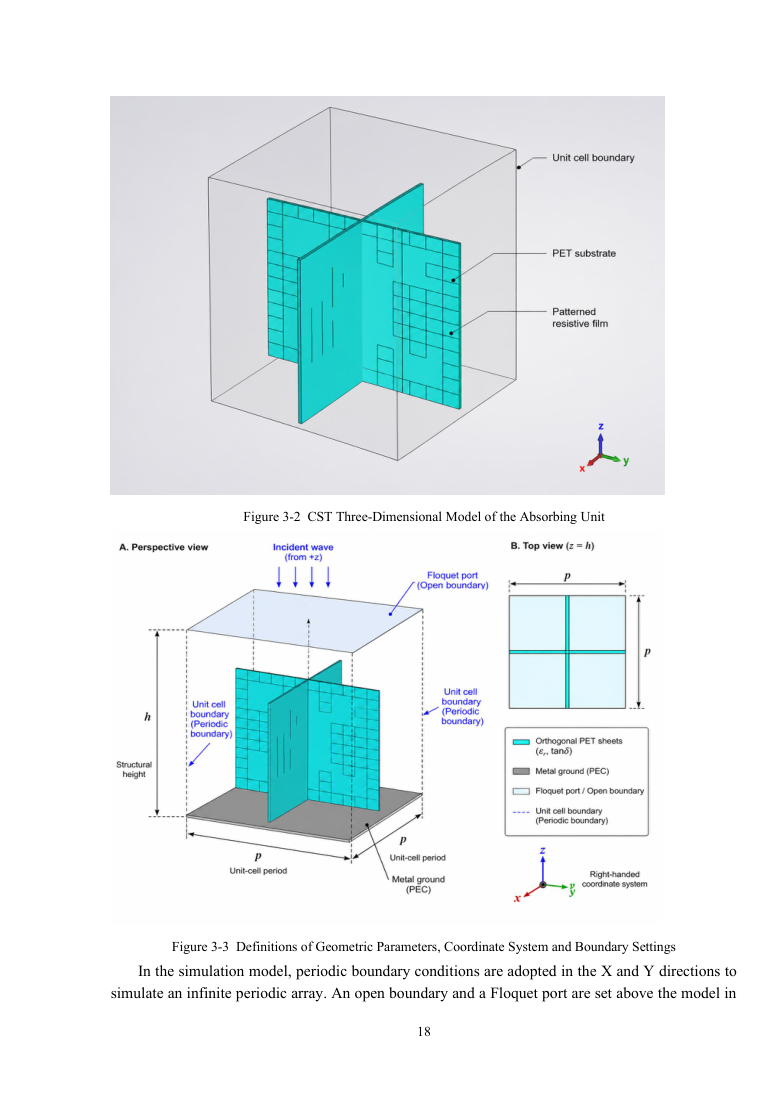 Unit cell boundary
PET substrate
Patterned
resistive film
z
x
y
Figure 3-2 CST Three-Dimensional Model of the Absorbing Unit
A. Perspective view
Incident wave
(from +z)
Floquet port
(Open boundary)
h
Structural
height
Unit cell
boundary
(Periodic
boundary)
Unit cell
boundary
(Periodic
boundary)
p
Unit-cell period
p
Unit-cell period
Metal ground
(PEC)
B. Top view (z = h)
p
p
Orthogonal PET sheets
(εr, tanδ)
Metal ground (PEC)
Floquet port / Open boundary
Unit cell boundary
(Periodic boundary)
z
x
y
Right-handed
coordinate system
Figure 3-3 Definitions of Geometric Parameters, Coordinate System and Boundary Settings
In the simulation model, periodic boundary conditions are adopted in the X and Y directions to
simulate an infinite periodic array. An open boundary and a Floquet port are set above the model in
18